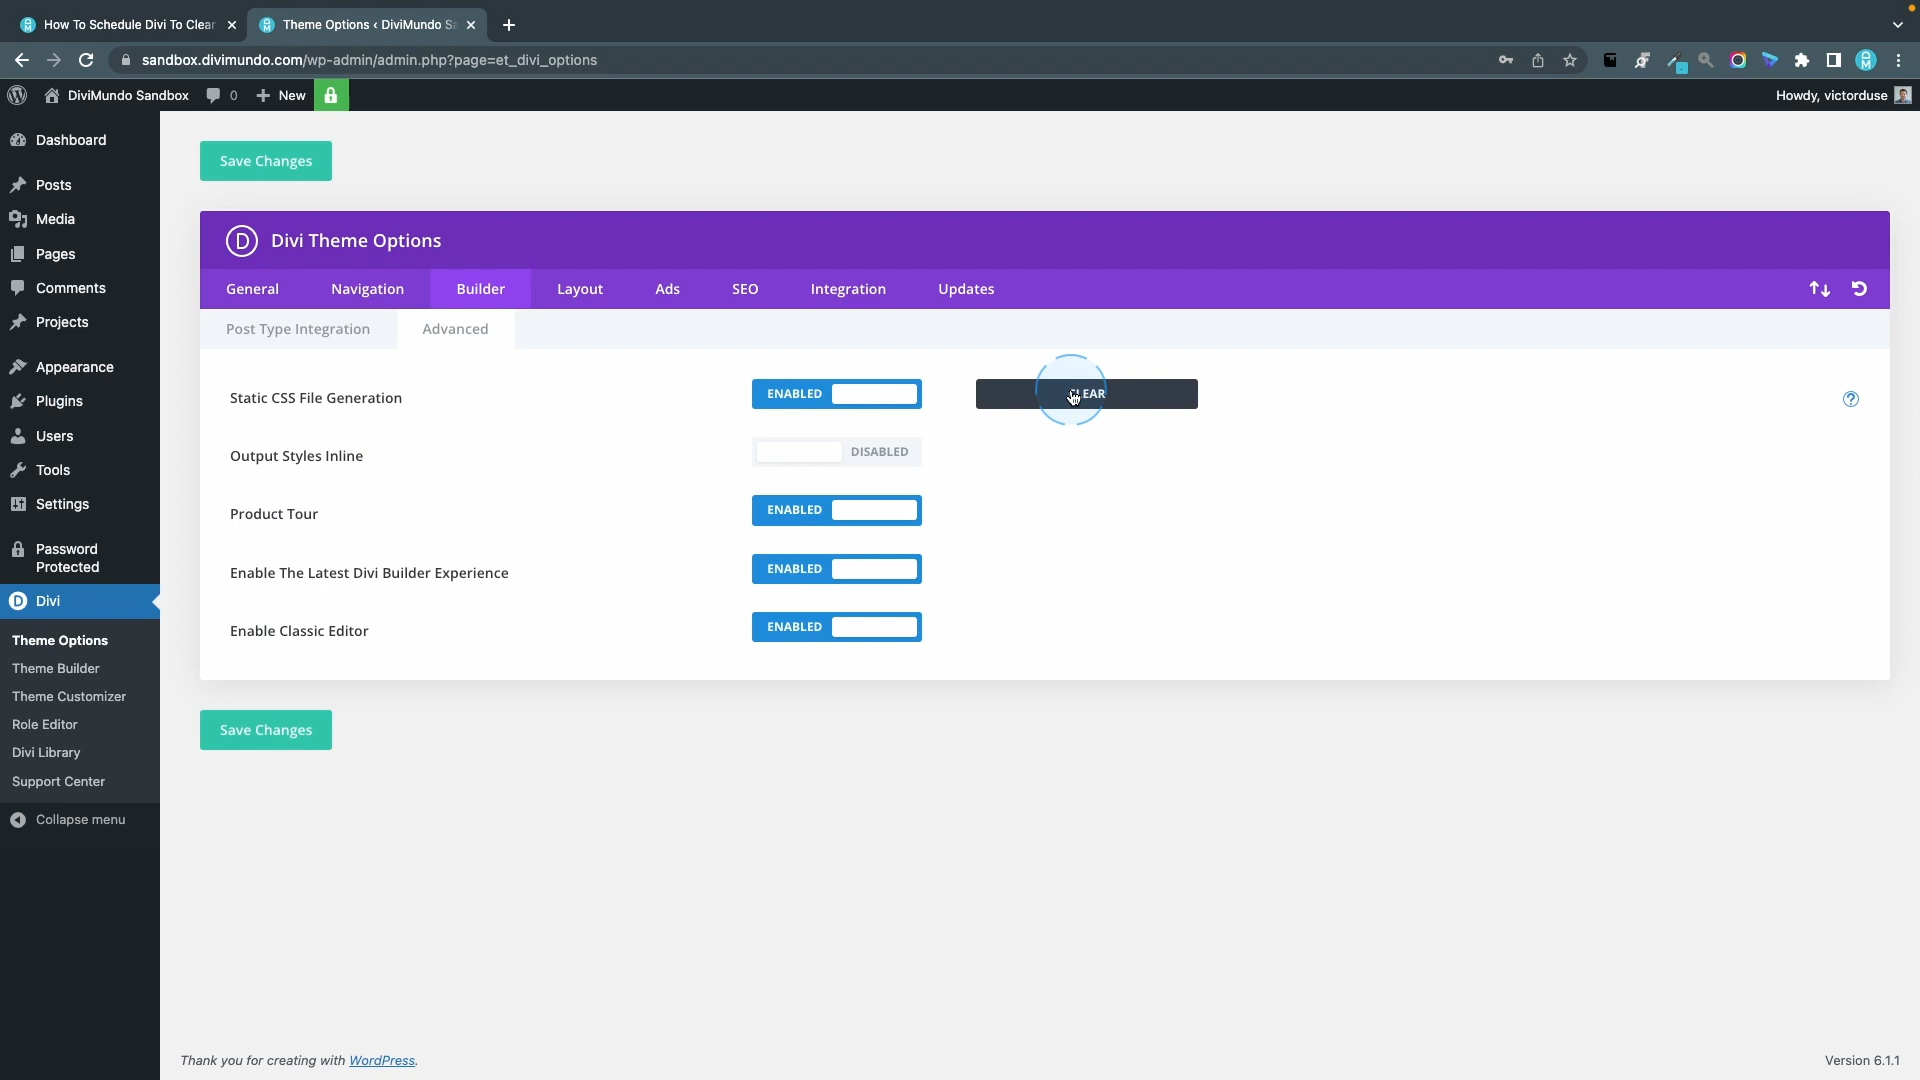 How To Schedule Divi To Clear
Theme Options ‹ DiviMundo Sa
sandbox.divimundo.com/wp-admin/admin.php?page=et_divi_options
DiviMundo Sandbox 0 New
Howdy, victorduse
Dashboard
Posts
Media
Pages
Comments
Projects
Appearance
Plugins
Users
Tools
Settings
Password
Protected
Divi
Theme Options
Theme Builder
Theme Customizer
Role Editor
Divi Library
Support Center
Collapse menu
Save Changes
Divi Theme Options
General Navigation Builder Layout Ads SEO Integration Updates
Post Type Integration Advanced
Static CSS File Generation ENABLED CLEAR
Output Styles Inline DISABLED
Product Tour ENABLED
Enable The Latest Divi Builder Experience ENABLED
Enable Classic Editor ENABLED
Save Changes
Thank you for creating with WordPress.
Version 6.1.1